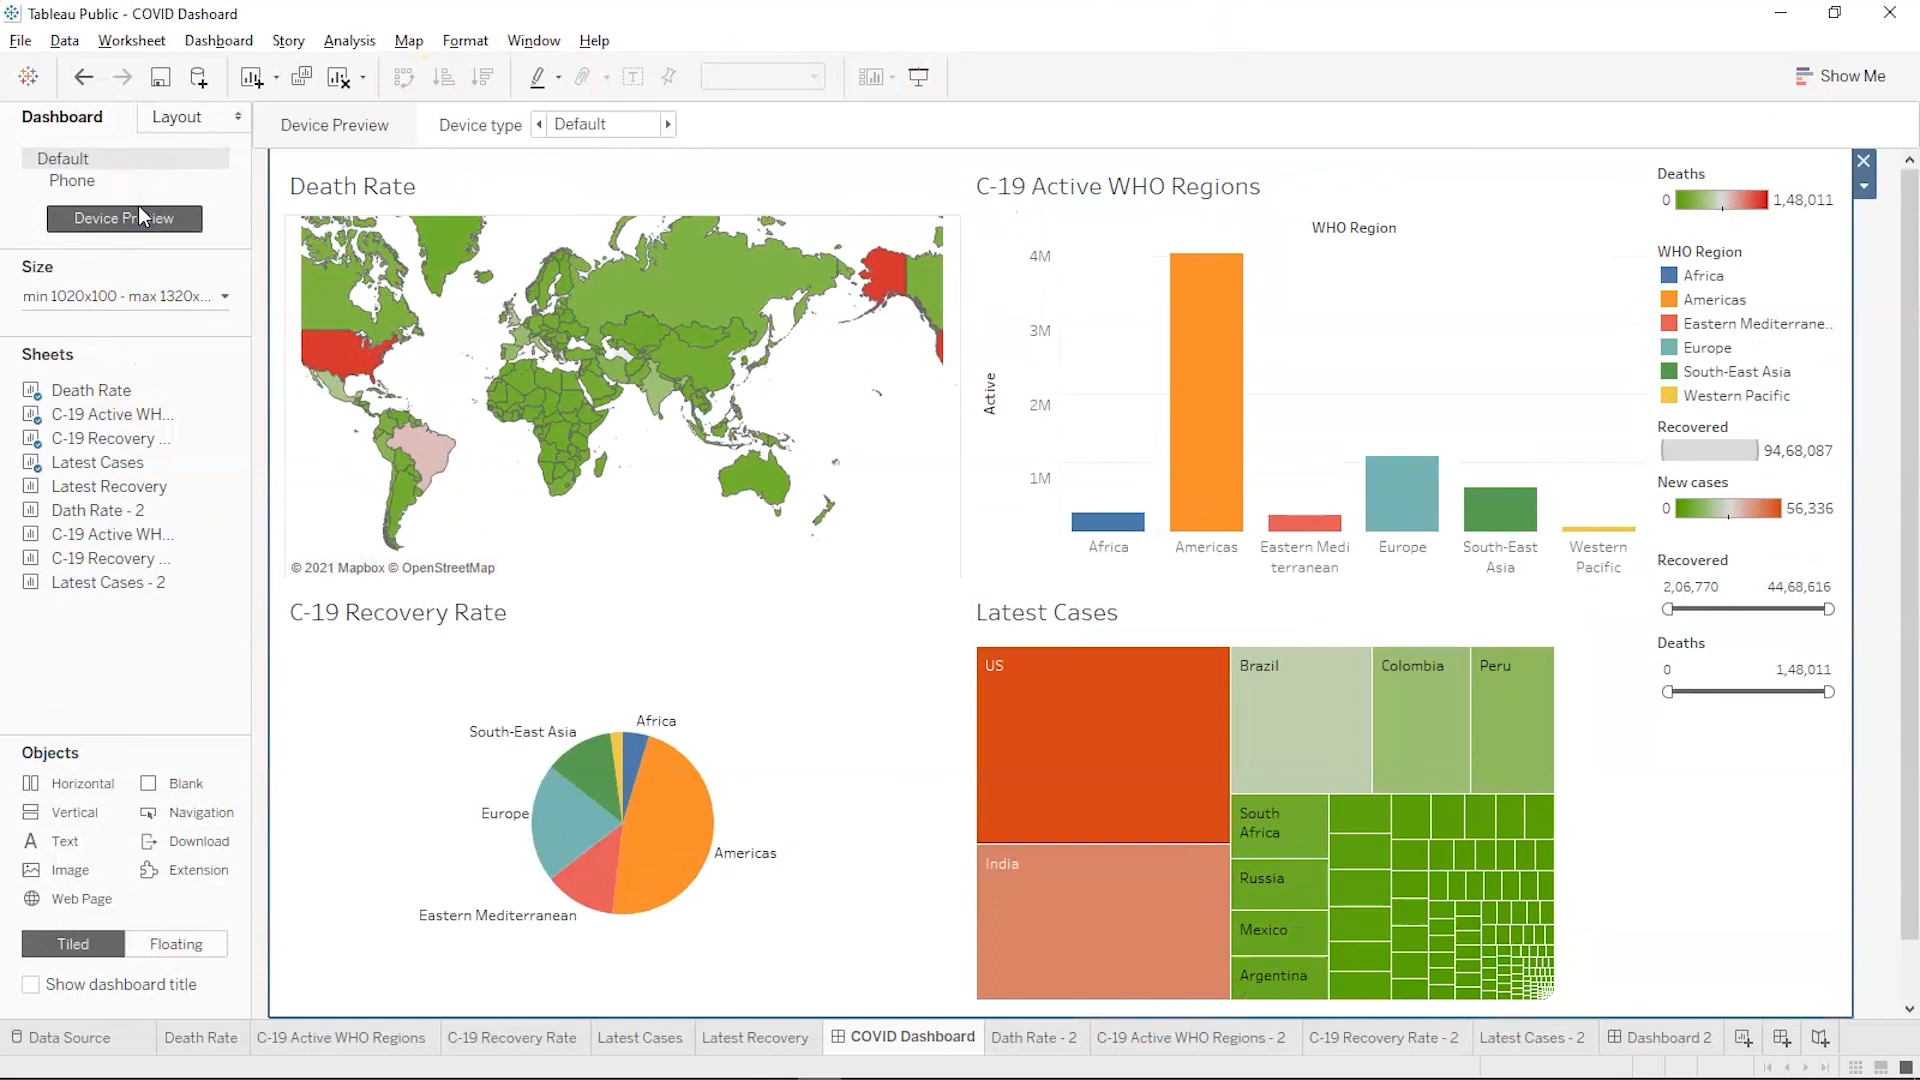 Tableau Public - COVID Dashoard
File Data Worksheet Dashboard Story Analysis Map Format Window Help
Show Me
Dashboard Layout
Device Preview Device type Default
Default
Phone
Device Preview
Size
min 1020x100 - max 1320x...
Sheets
Death Rate
C-19 Active WH...
C-19 Recovery ...
Latest Cases
Latest Recovery
Dath Rate - 2
C-19 Active WH...
C-19 Recovery ...
Latest Cases - 2
Objects
Horizontal Blank
Vertical Navigation
Text Download
Image Extension
Web Page
Tiled Floating
Show dashboard title
Death Rate
© 2021 Mapbox © OpenStreetMap
C-19 Active WHO Regions
WHO Region
4M
3M
2M
1M
Active
Africa Americas Eastern Medi Europe South-East Western
terranean Asia Pacific
C-19 Recovery Rate
Africa
South-East Asia
Europe
Americas
Eastern Mediterranean
Latest Cases
US Brazil Colombia Peru
South
Africa
India
Russia
Mexico
Argentina
Deaths
0 1,48,011
WHO Region
Africa
Americas
Eastern Mediterrane..
Europe
South-East Asia
Western Pacific
Recovered
94,68,087
New cases
0 56,336
Recovered
2,06,770 44,68,616
Deaths
0 1,48,011
Data Source Death Rate C-19 Active WHO Regions C-19 Recovery Rate Latest Cases Latest Recovery COVID Dashboard Dath Rate - 2 C-19 Active WHO Regions - 2 C-19 Recovery Rate - 2 Latest Cases - 2 Dashboard 2